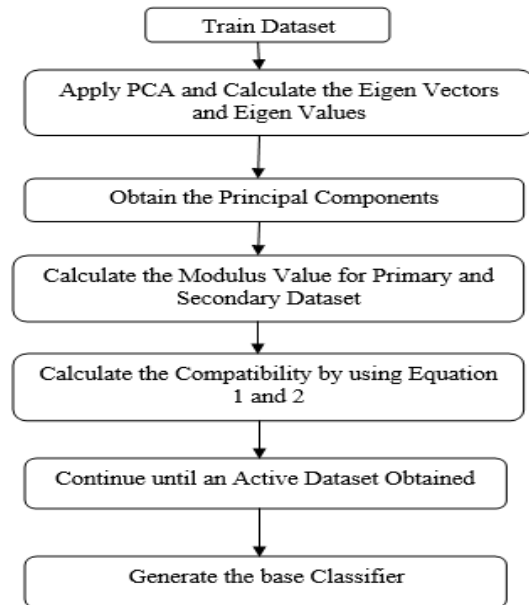 Train Dataset
Apply PCA and Calculate the Eigen Vectors
and Eigen Values
Obtain the Principal Components
Calculate the Modulus Value for Primary and
Secondary Dataset
Calculate the Compatibility by using Equation
1 and 2
Continue until an Active Dataset Obtained
Generate the base Classifier